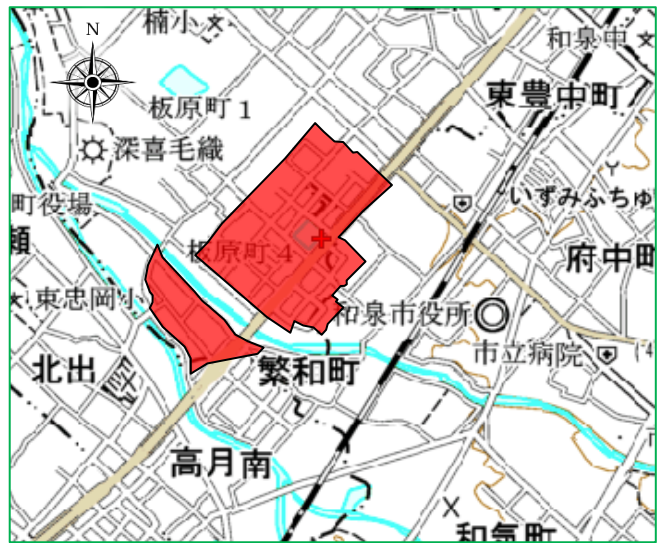 楠小
N
和泉中
東豊中町
板原町1
深喜毛織
町役場
いずみふちゅ
板原町4
府中町
東忠岡小
和泉市役所
市立病院
(4
北出
繁和町
高月南
和気町